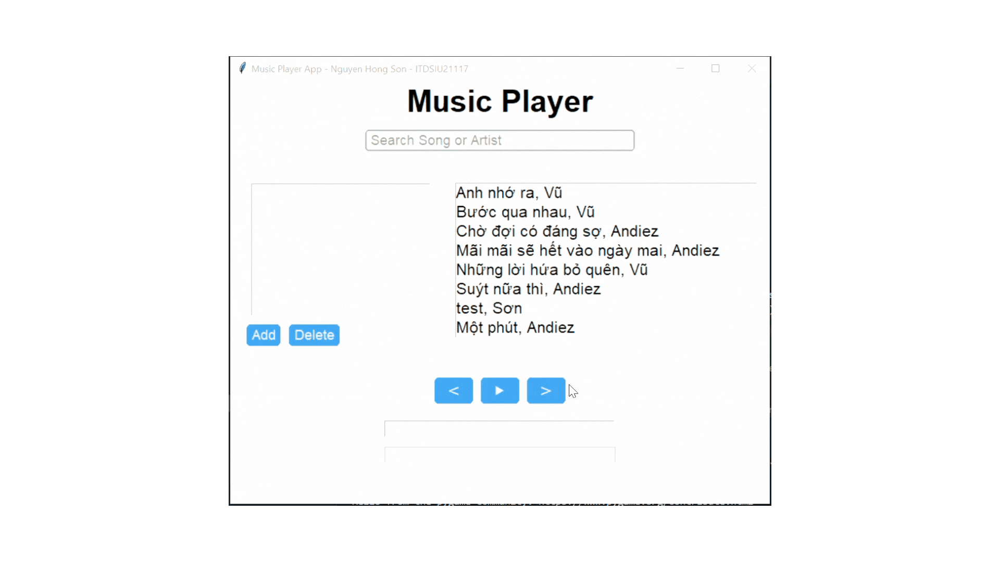 Music Player App - Nguyen Hong Son - ITDSIU21117
Music Player
Search Song or Artist
Anh nhớ ra, Vũ
Bước qua nhau, Vũ
Chờ đợi có đáng sợ, Andiez
Mãi mãi sẽ hết vào ngày mai, Andiez
Những lời hứa bỏ quên, Vũ
Suýt nữa thì, Andiez
test, Sơn
Một phút, Andiez
Add Delete
< ▶ >